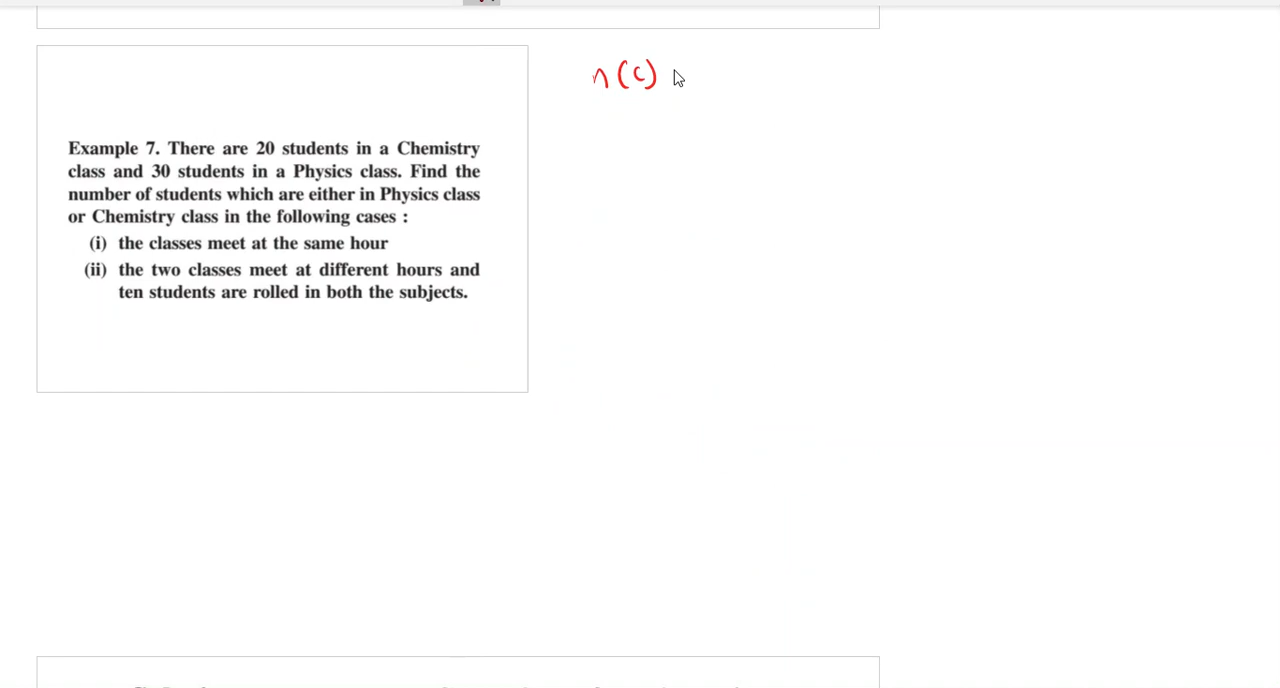 n(c)
Example 7. There are 20 students in a Chemistry
class and 30 students in a Physics class. Find the
number of students which are either in Physics class
or Chemistry class in the following cases :
(i) the classes meet at the same hour
(ii) the two classes meet at different hours and
ten students are rolled in both the subjects.